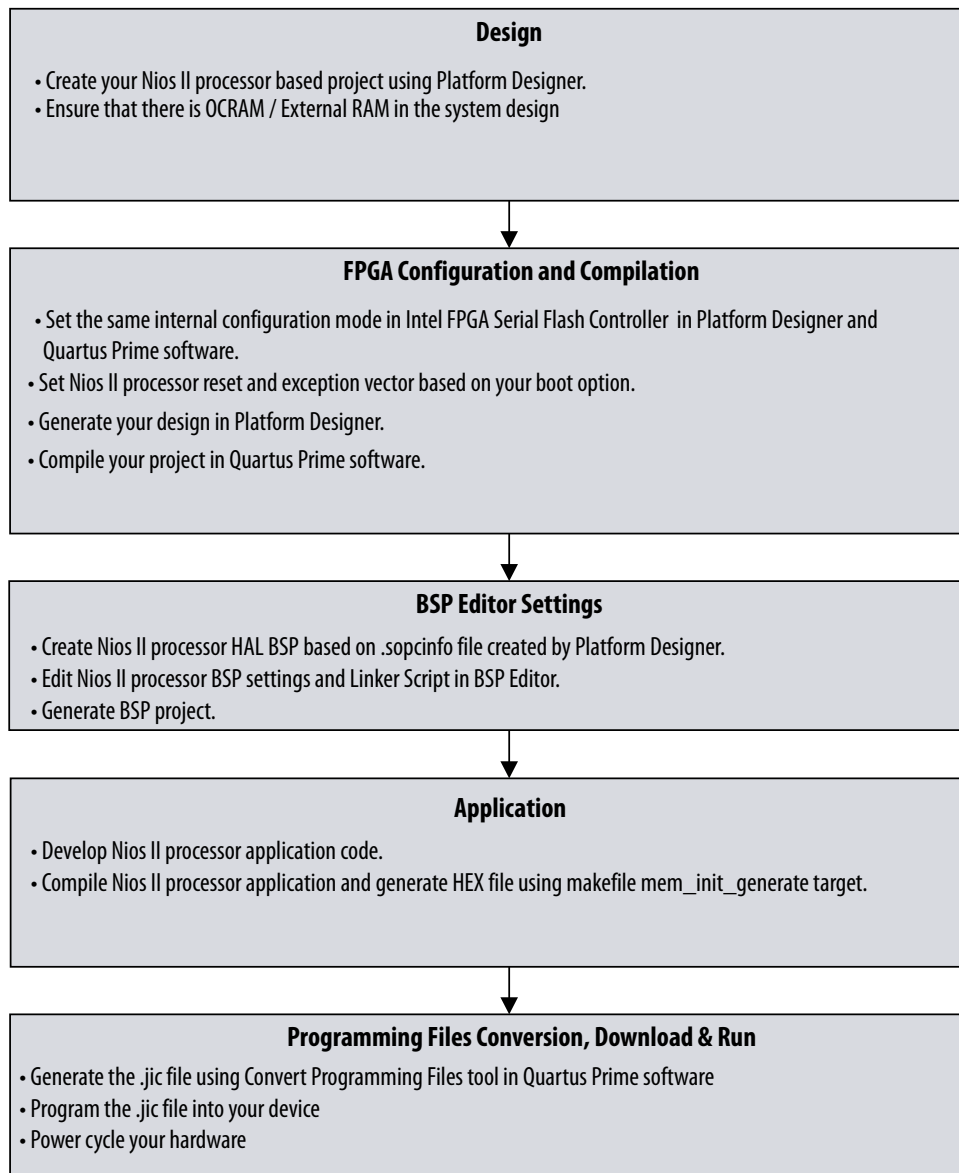 Design
• Create your Nios II processor based project using Platform Designer.
• Ensure that there is OCRAM / External RAM in the system design
FPGA Configuration and Compilation
• Set the same internal configuration mode in Intel FPGA Serial Flash Controller in Platform Designer and
Quartus Prime software.
• Set Nios II processor reset and exception vector based on your boot option.
• Generate your design in Platform Designer.
• Compile your project in Quartus Prime software.
BSP Editor Settings
• Create Nios II processor HAL BSP based on .sopcinfo file created by Platform Designer.
• Edit Nios II processor BSP settings and Linker Script in BSP Editor.
• Generate BSP project.
Application
• Develop Nios II processor application code.
• Compile Nios II processor application and generate HEX file using makefile mem_init_generate target.
Programming Files Conversion, Download & Run
• Generate the .jic file using Convert Programming Files tool in Quartus Prime software
• Program the .jic file into your device
• Power cycle your hardware